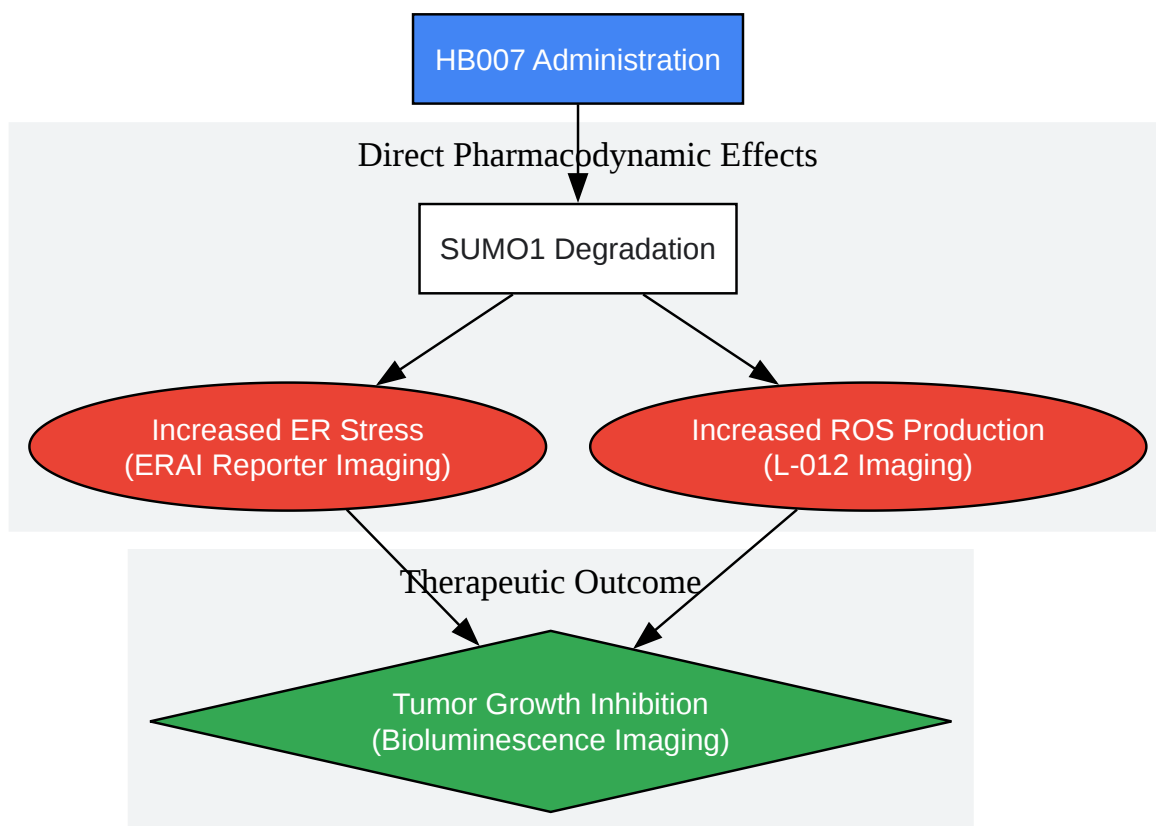 HB007 Administration
Direct Pharmacodynamic Effects
SUMO1 Degradation
Increased ER Stress
(ERAI Reporter Imaging)
Increased ROS Production
(L-012 Imaging)
Therapeutic Outcome
Tumor Growth Inhibition
(Bioluminescence Imaging)